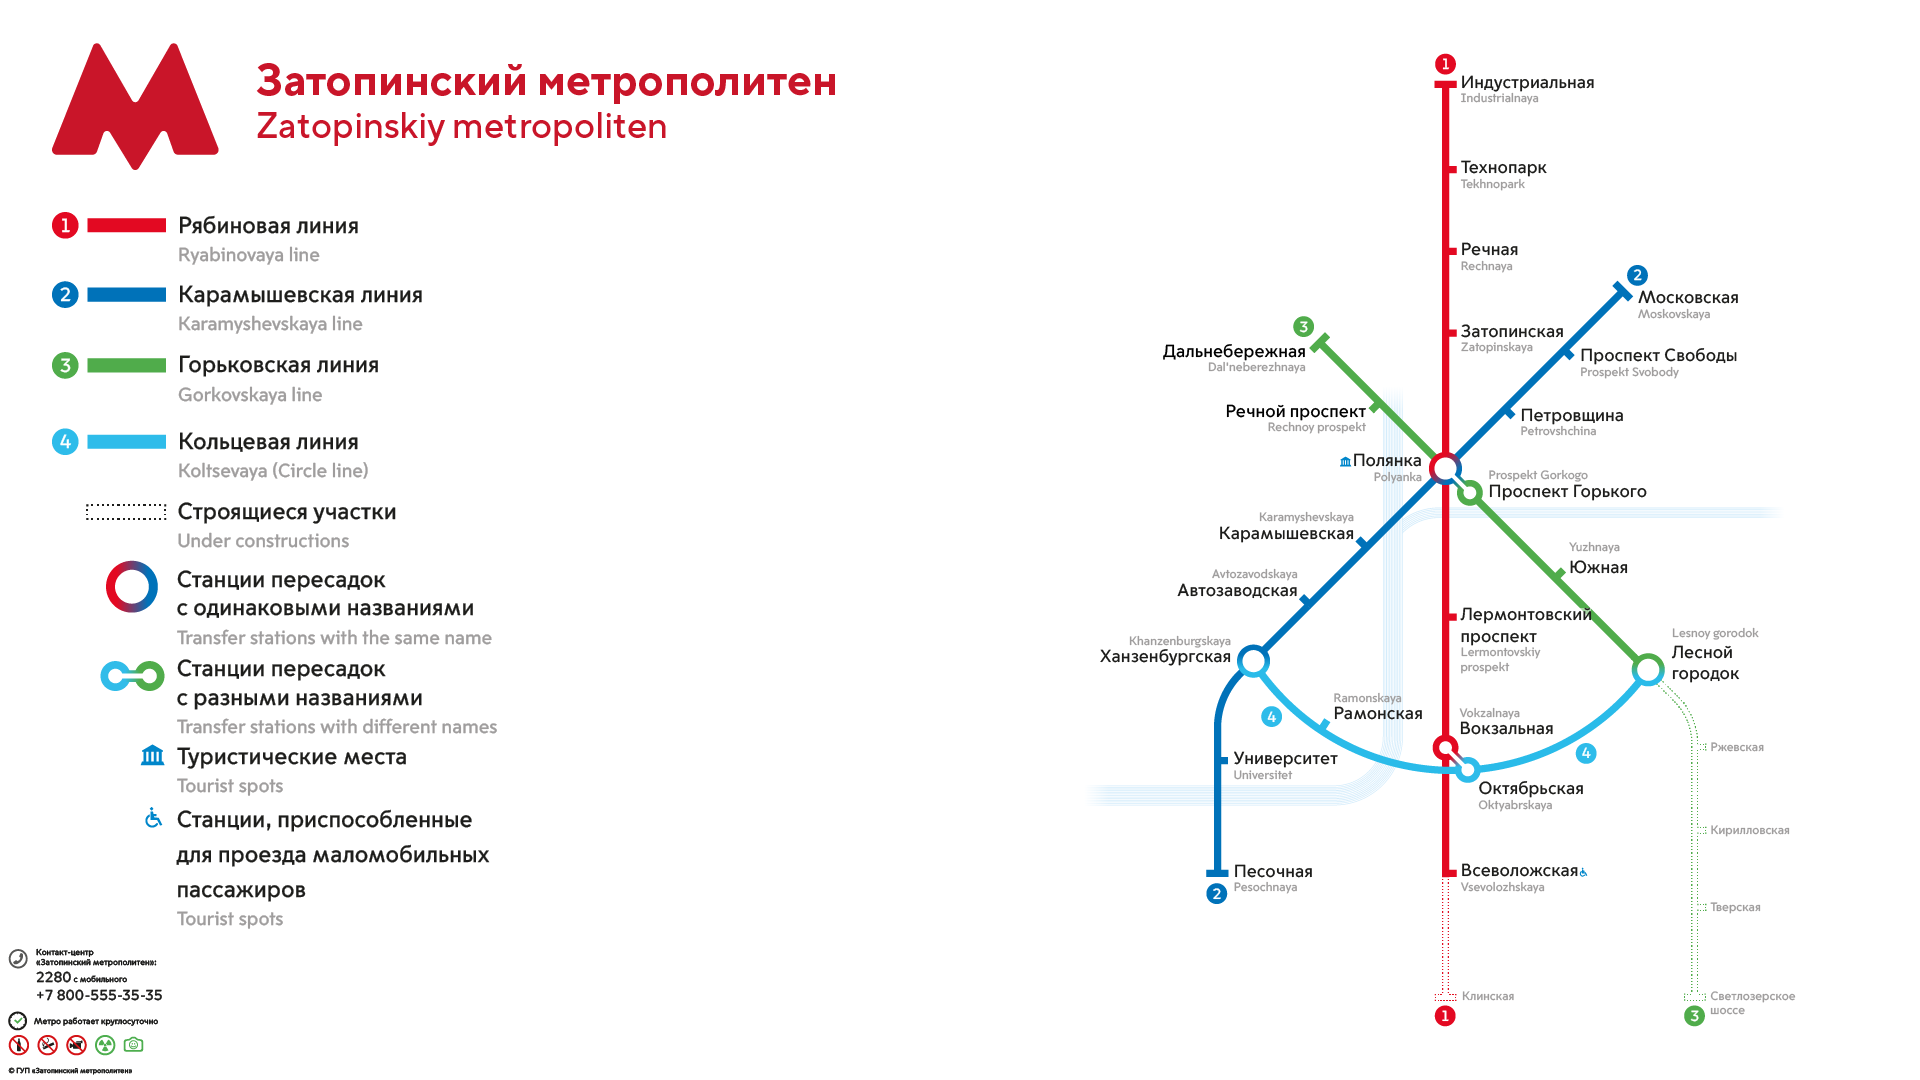 Затопинский метрополитен
Zatopinskiy metropoliten
1
Рябиновая линия
Ryabinovaya line
2
Карамышевская линия
Karamyshevskaya line
3
Горьковская линия
Gorkovskaya line
4
Кольцевая линия
Koltsevaya (Circle line)
Строящиеся участки
Under constructions
Станции пересадок
с одинаковыми названиями
Transfer stations with the same name
Станции пересадок
с разными названиями
Transfer stations with different names
Туристические места
Tourist spots
Станции, приспособленные
для проезда маломобильных
пассажиров
Tourist spots
Контакт-центр
«Затопинский метрополитен»:
2280 с мобильного
+7 800-555-35-35
Метро работает круглосуточно
© ГУП «Затопинский метрополитен»
1
Индустриальная
Industrialnaya
Технопарк
Tekhnopark
Речная
Rechnaya
2
Московская
Moskovskaya
3
Затопинская
Zatopinskaya
Дальнебережная
Dal'neberezhnaya
Проспект Свободы
Prospekt Svobody
Речной проспект
Rechnoy prospekt
Петровщина
Petrovshchina
Полянка
Polyanka
Prospekt Gorkogo
Проспект Горького
Karamyshevskaya
Карамышевская
Yuzhnaya
Южная
Avtozavodskaya
Автозаводская
Лермонтовский
проспект
Lermontovskiy
prospekt
Khanzenburgskaya
Ханзенбургская
Lesnoy gorodok
Лесной
городок
4
Ramonskaya
Рамонская
Vokzalnaya
Вокзальная
4
Ржевская
Университет
Universitet
Октябрьская
Oktyabrskaya
Кирилловская
Песочная
Pesochnaya
2
Всеволожская
Vsevolozhskaya
Тверская
Клинская
1
Светлозерское
шоссе
3